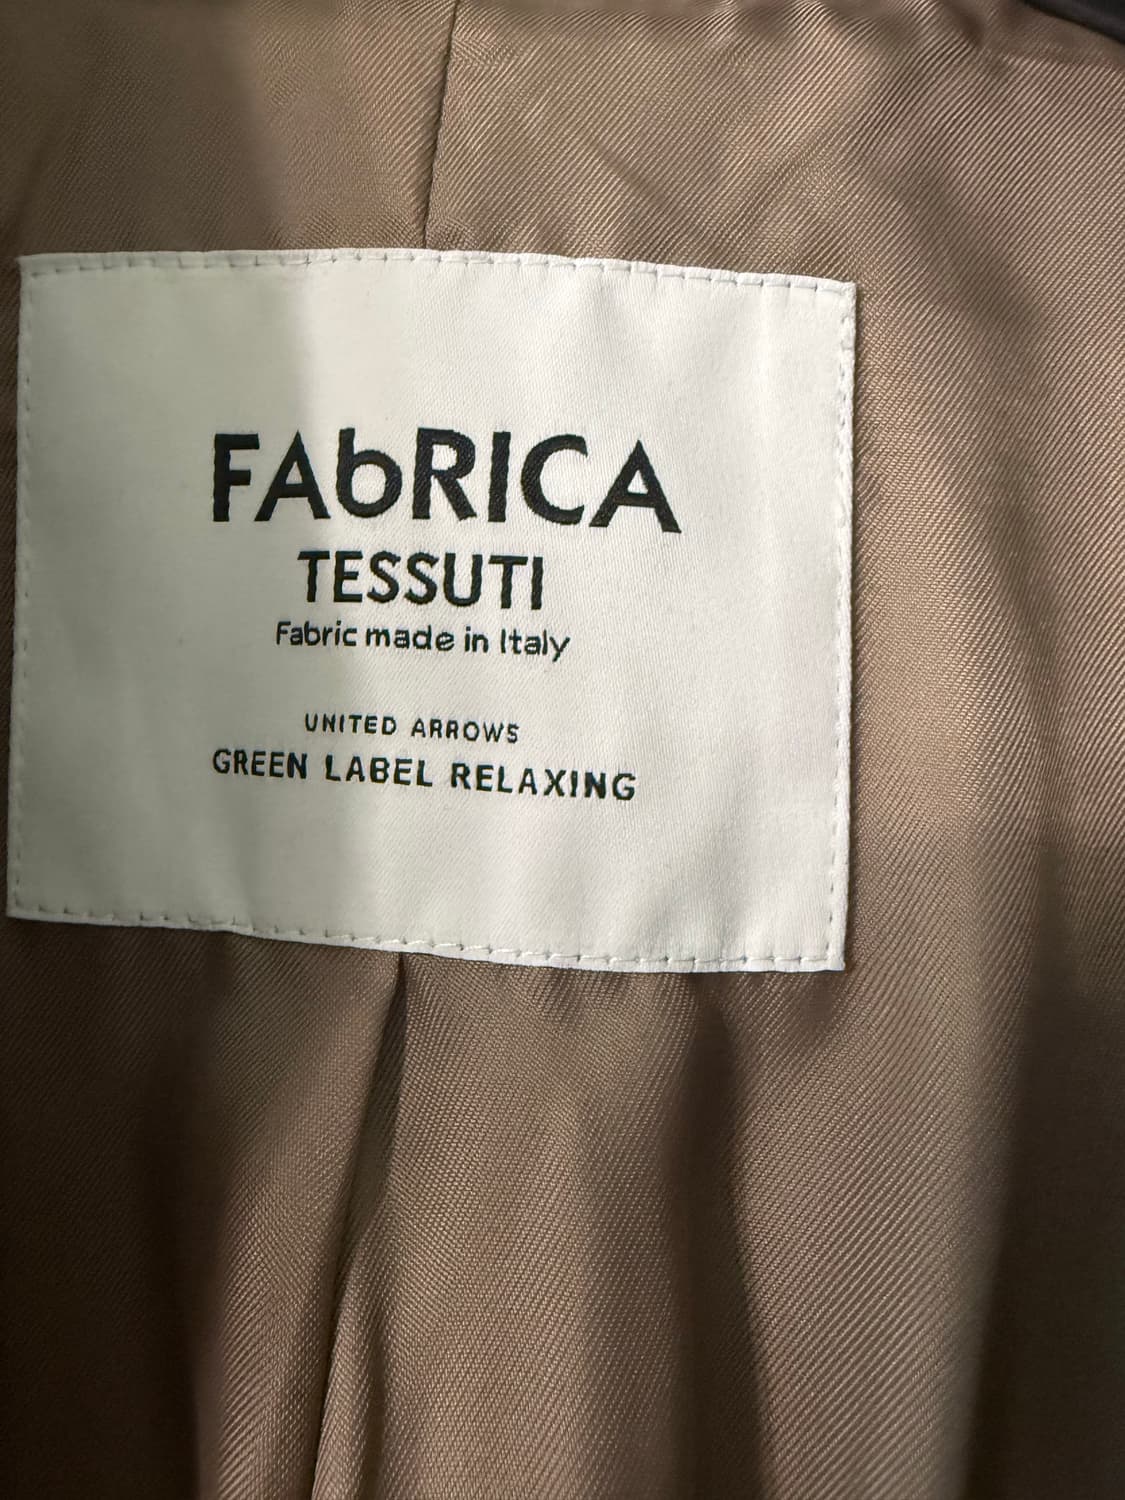 FAbRICA
TESSUTI
Fabric made in Italy
UNITED ARROWS
GREEN LABEL RELAXING